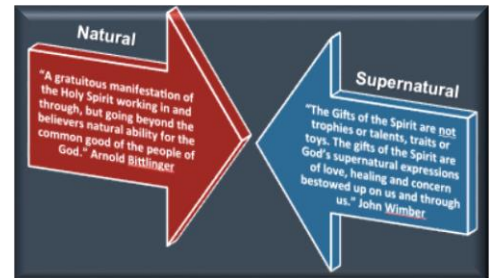 Natural
"A gratuitous manifestation of
the Holy Spirit working in and
through, but going beyond the
believers natural ability for the
common good of the people of
God." Arnold Bittlinger
Supernatural
"The Gifts of the Spirit are not
trophies or talents, traits or
toys. The gifts of the Spirit are
God's supernatural expressions
of love, healing and concern
bestowed up on us and through
us." John Wimber